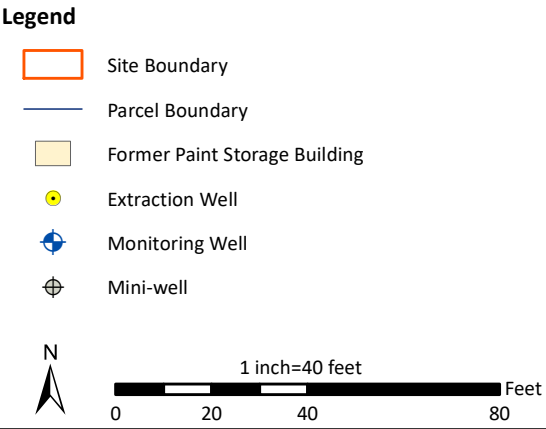 Legend
Site Boundary
Parcel Boundary
Former Paint Storage Building
Extraction Well
Monitoring Well
Mini-well
N
1 inch=40 feet
Feet
0 20 40 80